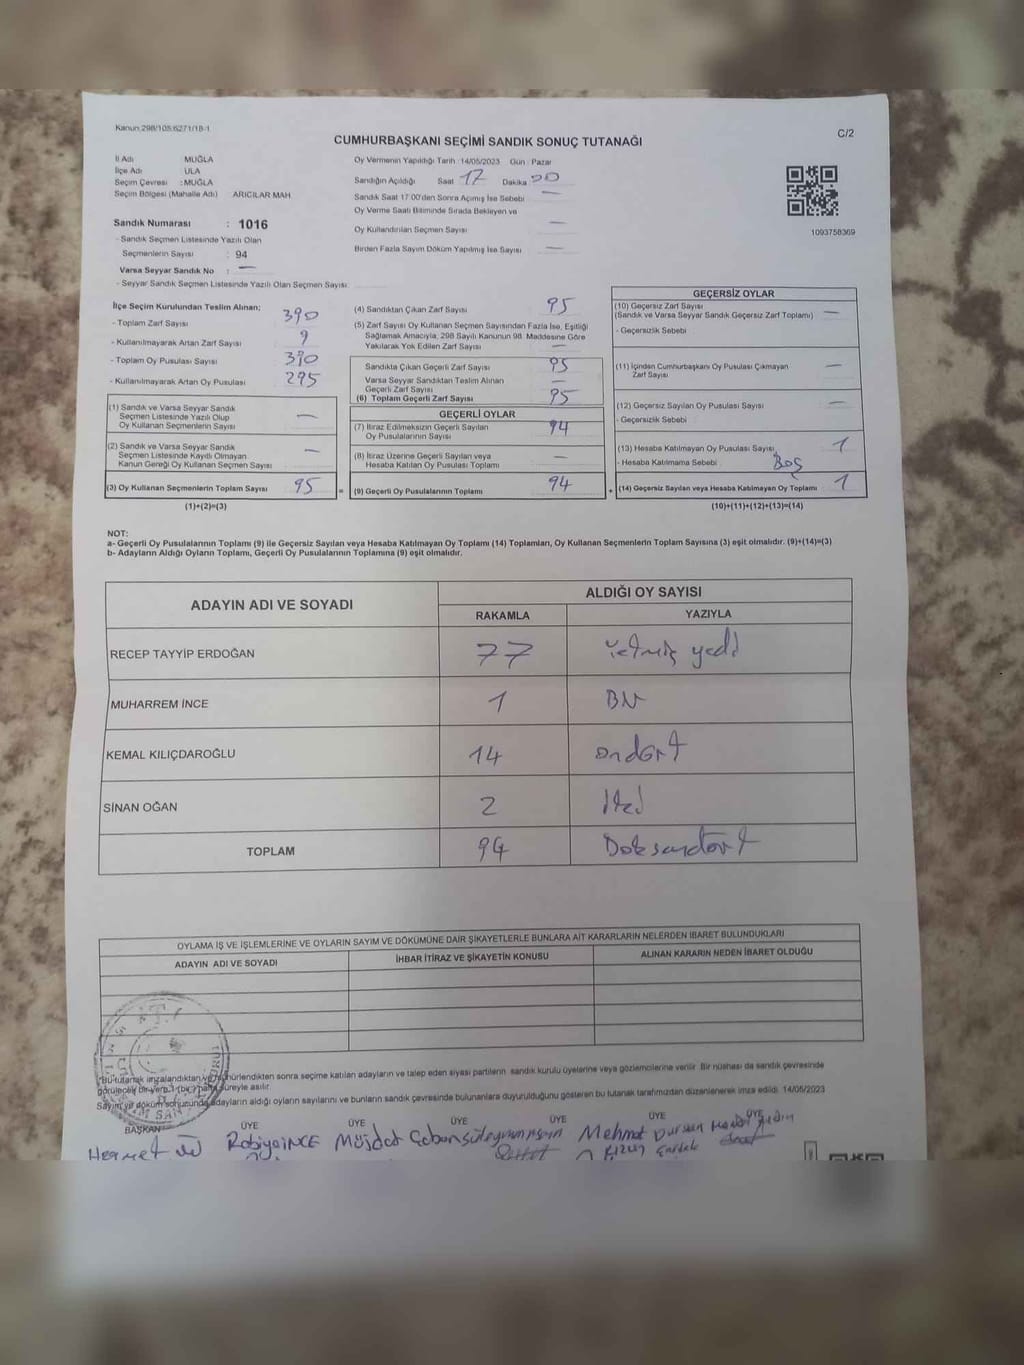 Kanun:298/105;6271/18-1
C/2
CUMHURBAŞKANI SEÇİMİ SANDIK SONUÇ TUTANAĞI
İl Adı MUĞLA
İlçe Adı ULA
Seçim Çevresi :MUĞLA
Seçim Bölgesi (Mahalle Adı) ARICILAR MAH
Sandık Numarası : 1016
- Sandık Seçmen Listesinde Yazılı Olan
Seçmenlerin Sayısı : 94
Varsa Seyyar Sandık No : —
- Seyyar Sandık Seçmen Listesinde Yazılı Olan Seçmen Sayısı:
Oy Vermenin Yapıldığı Tarih :14/05/2023 Gün : Pazar
Sandığın Açıldığı Saat 17 Dakika 00
Sandık Saat 17:00'den Sonra Açımış İse Sebebi —
Oy Verme Saati Bitiminde Sırada Bekleyen ve
Oy Kullandırılan Seçmen Sayısı —
Birden Fazla Sayım Döküm Yapılmış İse Sayısı —
1093758369
İlçe Seçim Kurulundan Teslim Alınan:
- Toplam Zarf Sayısı 390
- Kullanılmayarak Artan Zarf Sayısı 9
- Toplam Oy Pusulası Sayısı 390
- Kullanılmayarak Artan Oy Pusulası 295
(1) Sandık ve Varsa Seyyar Sandık
Seçmen Listesinde Yazılı Olup
Oy Kullanan Seçmenlerin Sayısı —
(2) Sandık ve Varsa Seyyar Sandık
Seçmen Listesinde Kayıtlı Olmayan
Kanun Gereği Oy Kullanan Seçmen Sayısı —
(3) Oy Kullanan Seçmenlerin Toplam Sayısı 95 =
(1)+(2)=(3)
(4) Sandıktan Çıkan Zarf Sayısı 95
(5) Zarf Sayısı Oy Kullanan Seçmen Sayısından Fazla İse, Eşitliği
Sağlamak Amacıyla, 298 Sayılı Kanunun 98. Maddesine Göre
Yakılarak Yok Edilen Zarf Sayısı —
Sandıkta Çıkan Geçerli Zarf Sayısı 95
Varsa Seyyar Sandıktan Teslim Alınan
Geçerli Zarf Sayısı —
(6) Toplam Geçerli Zarf Sayısı 95
GEÇERLİ OYLAR
(7) İtiraz Edilmeksizin Geçerli Sayılan
Oy Pusulalarının Sayısı 94
(8) İtiraz Üzerine Geçerli Sayılan veya
Hesaba Katılan Oy Pusulası Toplamı —
(9) Geçerli Oy Pusulalarının Toplamı 94 +
GEÇERSİZ OYLAR
(10) Geçersiz Zarf Sayısı
(Sandık ve Varsa Seyyar Sandık Geçersiz Zarf Toplamı) —
- Geçersizlik Sebebi
(11) İçinden Cumhurbaşkanı Oy Pusulası Çıkmayan
Zarf Sayısı —
(12) Geçersiz Sayılan Oy Pusulası Sayısı —
- Geçersizlik Sebebi
(13) Hesaba Katılmayan Oy Pusulası Sayısı 1
- Hesaba Katılmama Sebebi Boş
(14) Geçersiz Sayılan veya Hesaba Katılmayan Oy Toplamı 1
(10)+(11)+(12)+(13)=(14)
NOT:
a- Geçerli Oy Pusulalarının Toplamı (9) ile Geçersiz Sayılan veya Hesaba Katılmayan Oy Toplamı (14) Toplamları, Oy Kullanan Seçmenlerin Toplam Sayısına (3) eşit olmalıdır. (9)+(14)=(3)
b- Adayların Aldığı Oyların Toplamı, Geçerli Oy Pusulalarının Toplamına (9) eşit olmalıdır.
ADAYIN ADI VE SOYADI ALDIĞI OY SAYISI
RAKAMLA YAZIYLA
RECEP TAYYİP ERDOĞAN 77 Yetmiş yedi
MUHARREM İNCE 1 Bir
KEMAL KILIÇDAROĞLU 14 ondört
SİNAN OĞAN 2 İki
TOPLAM 94 Doksandört
OYLAMA İŞ VE İŞLEMLERİNE VE OYLARIN SAYIM VE DÖKÜMÜNE DAİR ŞİKAYETLERLE BUNLARA AİT KARARLARIN NELERDEN İBARET BULUNDUKLARI
ADAYIN ADI VE SOYADI İHBAR İTİRAZ VE ŞİKAYETİN KONUSU ALINAN KARARIN NEDEN İBARET OLDUĞU
Bu tutanak imzalandıktan ve mühürlendikten sonra seçime katılan adayların ve talep eden siyasi partilerin sandık kurulu üyelerine veya gözlemcilerine verilir. Bir nüshası da sandık çevresinde
görülecek bir yere 1 (bir) hafta süreyle asılır.
Sayım ve döküm sonucunda adayların aldığı oyların sayılarını ve bunların sandık çevresinde bulunanlara duyurulduğunu gösteren bu tutanak tarafımızdan düzenlenerek imza edildi. 14/05/2023
BAŞKAN ÜYE ÜYE ÜYE ÜYE ÜYE ÜYE
Rabiye İNCE Müjdat Çoban Süleyman Mehmet Dursun